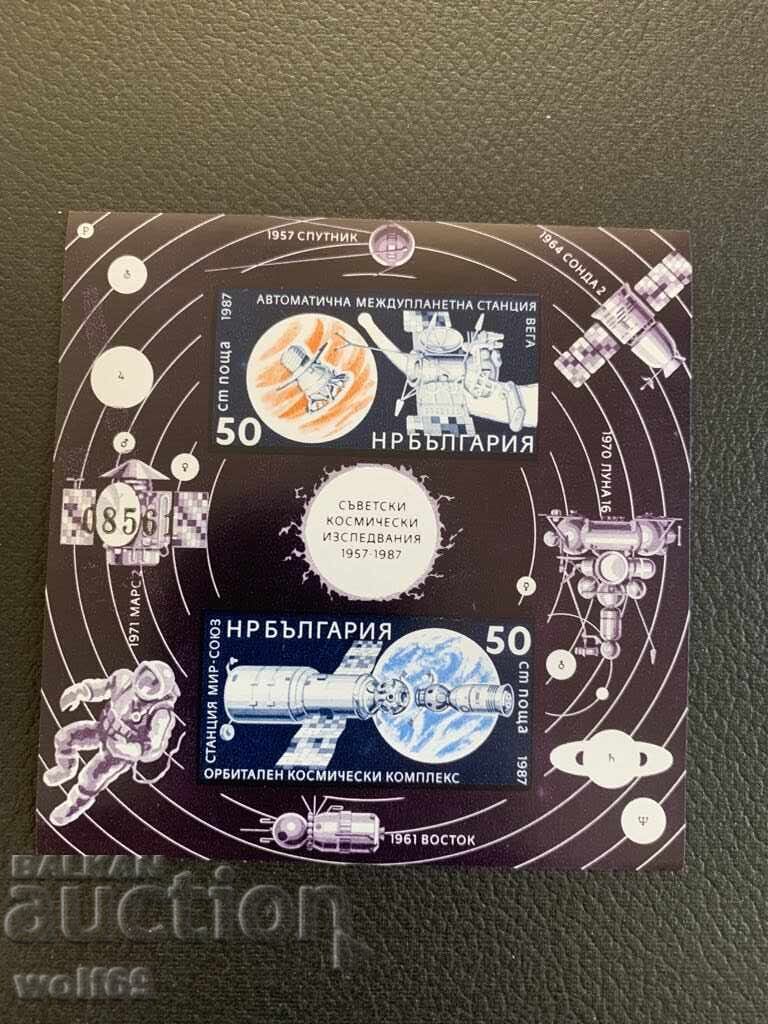 1957 СПУТНИК
1964 СОНДА 2
АВТОМАТИЧНА МЕЖДУПЛАНЕТНА СТАНЦИЯ
ВЕГА
1987
ст поща
50
НРБЪЛГАРИЯ
1970 ЛУНА 16
08561
1971 МАРС 2
СЪВЕТСКИ
КОСМИЧЕСКИ
ИЗСЛЕДВАНИЯ
1957-1987
НРБЪЛГАРИЯ
50
ст поща
1987
СТАНЦИЯ МИР-СОЮЗ
ОРБИТАЛЕН КОСМИЧЕСКИ КОМПЛЕКС
1961 ВОСТОК
БALKAN
auction
wolf69